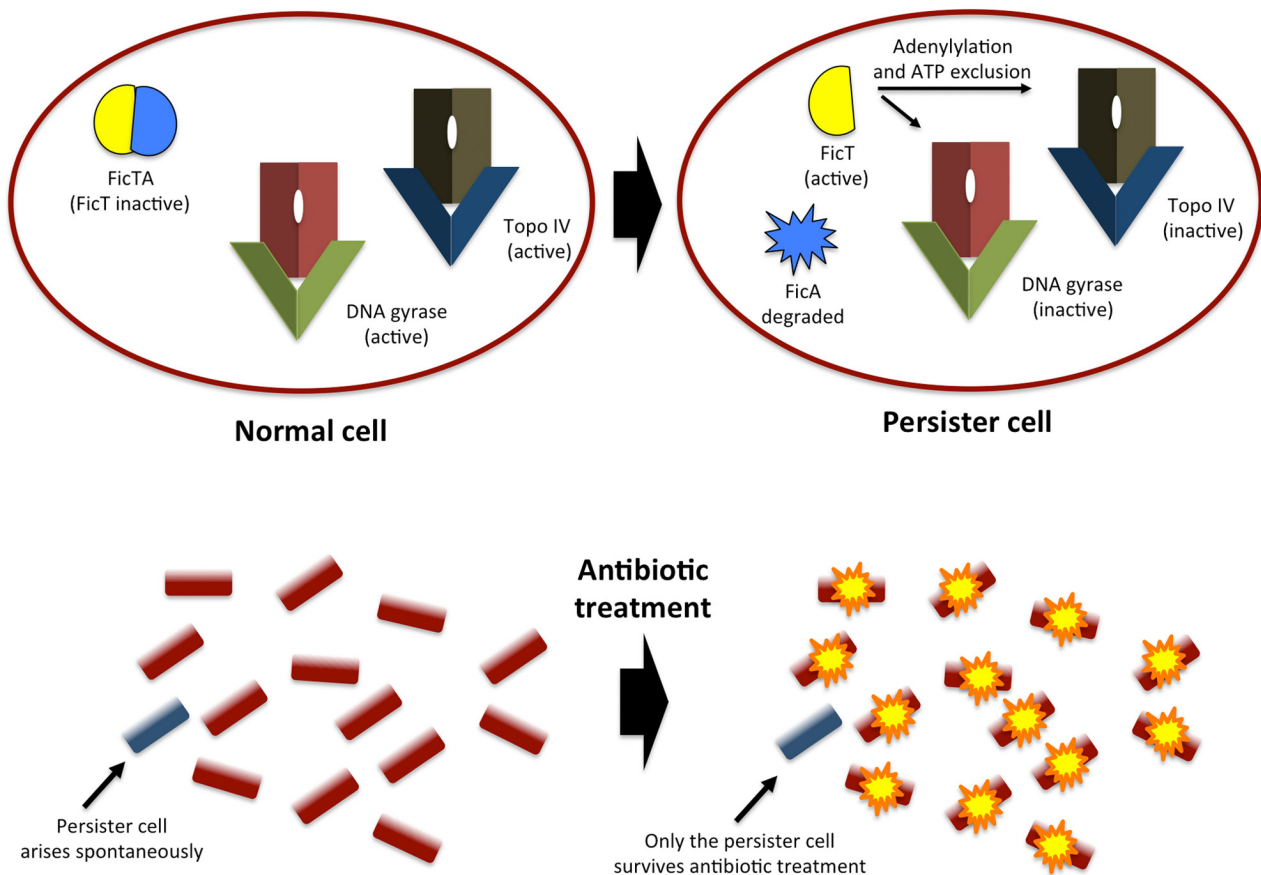 FicTA
(FicT inactive)
Topo IV
(active)
DNA gyrase
(active)
Normal cell
Adenylylation
and ATP exclusion
FicT
(active)
Topo IV
(inactive)
FicA
degraded
DNA gyrase
(inactive)
Persister cell
Antibiotic
treatment
Persister cell
arises spontaneously
Only the persister cell
survives antibiotic treatment